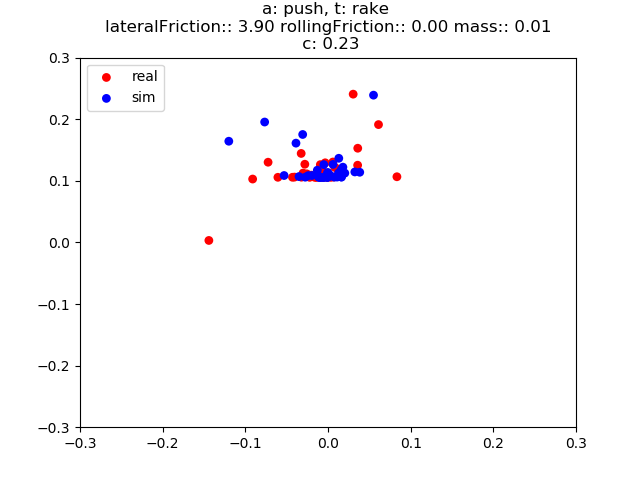 a: push, t: rake
lateralFriction:: 3.90 rollingFriction:: 0.00 mass:: 0.01
c: 0.23
real
sim
0.3
0.2
0.1
0.0
−0.1
−0.2
−0.3
−0.3 −0.2 −0.1 0.0 0.1 0.2 0.3